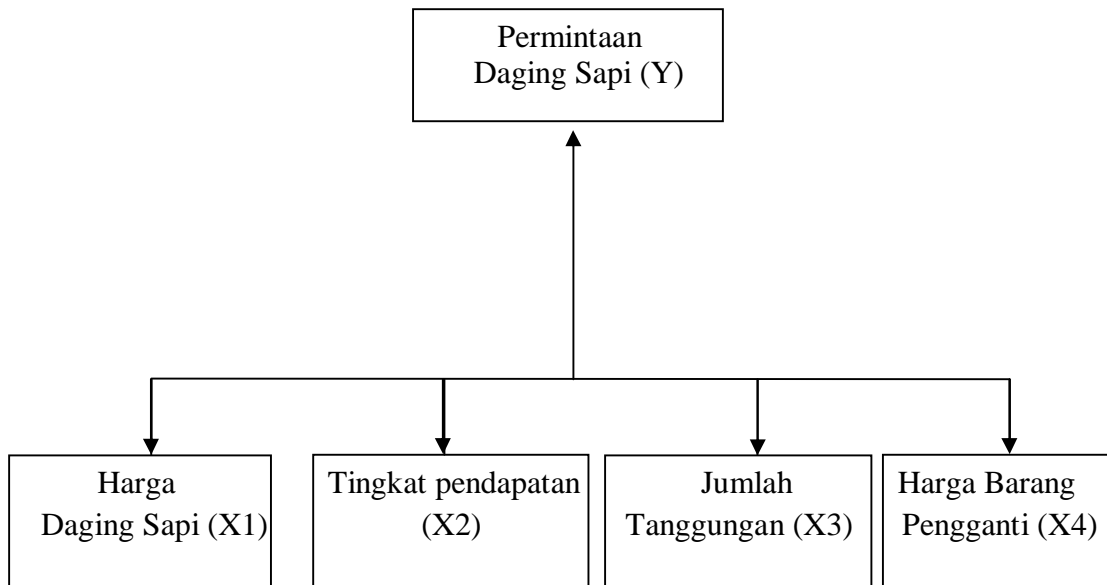 Permintaan
Daging Sapi (Y)
Harga
Daging Sapi (X1)
Tingkat pendapatan
(X2)
Jumlah
Tanggungan (X3)
Harga Barang
Pengganti (X4)